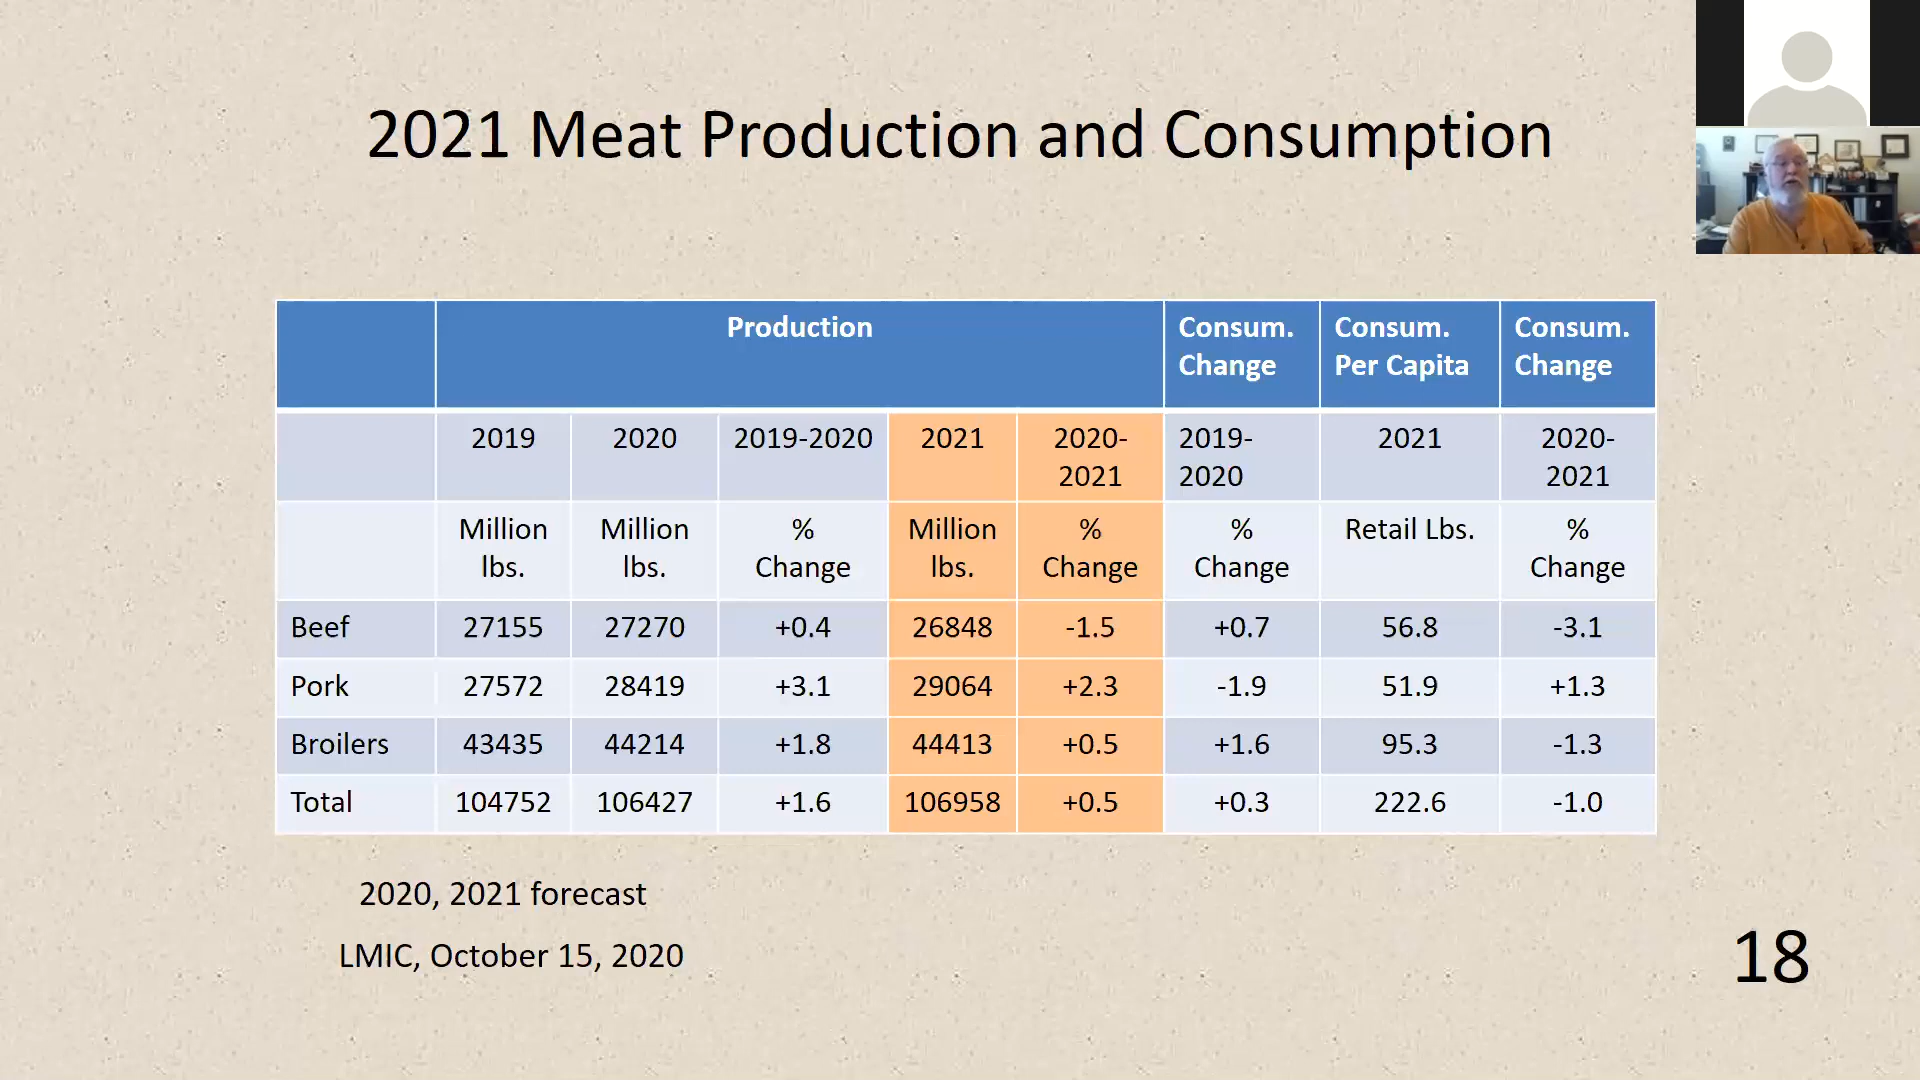 2021 Meat Production and Consumption
Production
Consum. Change
Consum. Per Capita
Consum. Change
2019 2020 2019-2020 2021 2020-2021 2019-2020 2021 2020-2021
Million lbs. Million lbs. % Change Million lbs. % Change % Change Retail Lbs. % Change
Beef 27155 27270 +0.4 26848 -1.5 +0.7 56.8 -3.1
Pork 27572 28419 +3.1 29064 +2.3 -1.9 51.9 +1.3
Broilers 43435 44214 +1.8 44413 +0.5 +1.6 95.3 -1.3
Total 104752 106427 +1.6 106958 +0.5 +0.3 222.6 -1.0
2020, 2021 forecast
LMIC, October 15, 2020
18